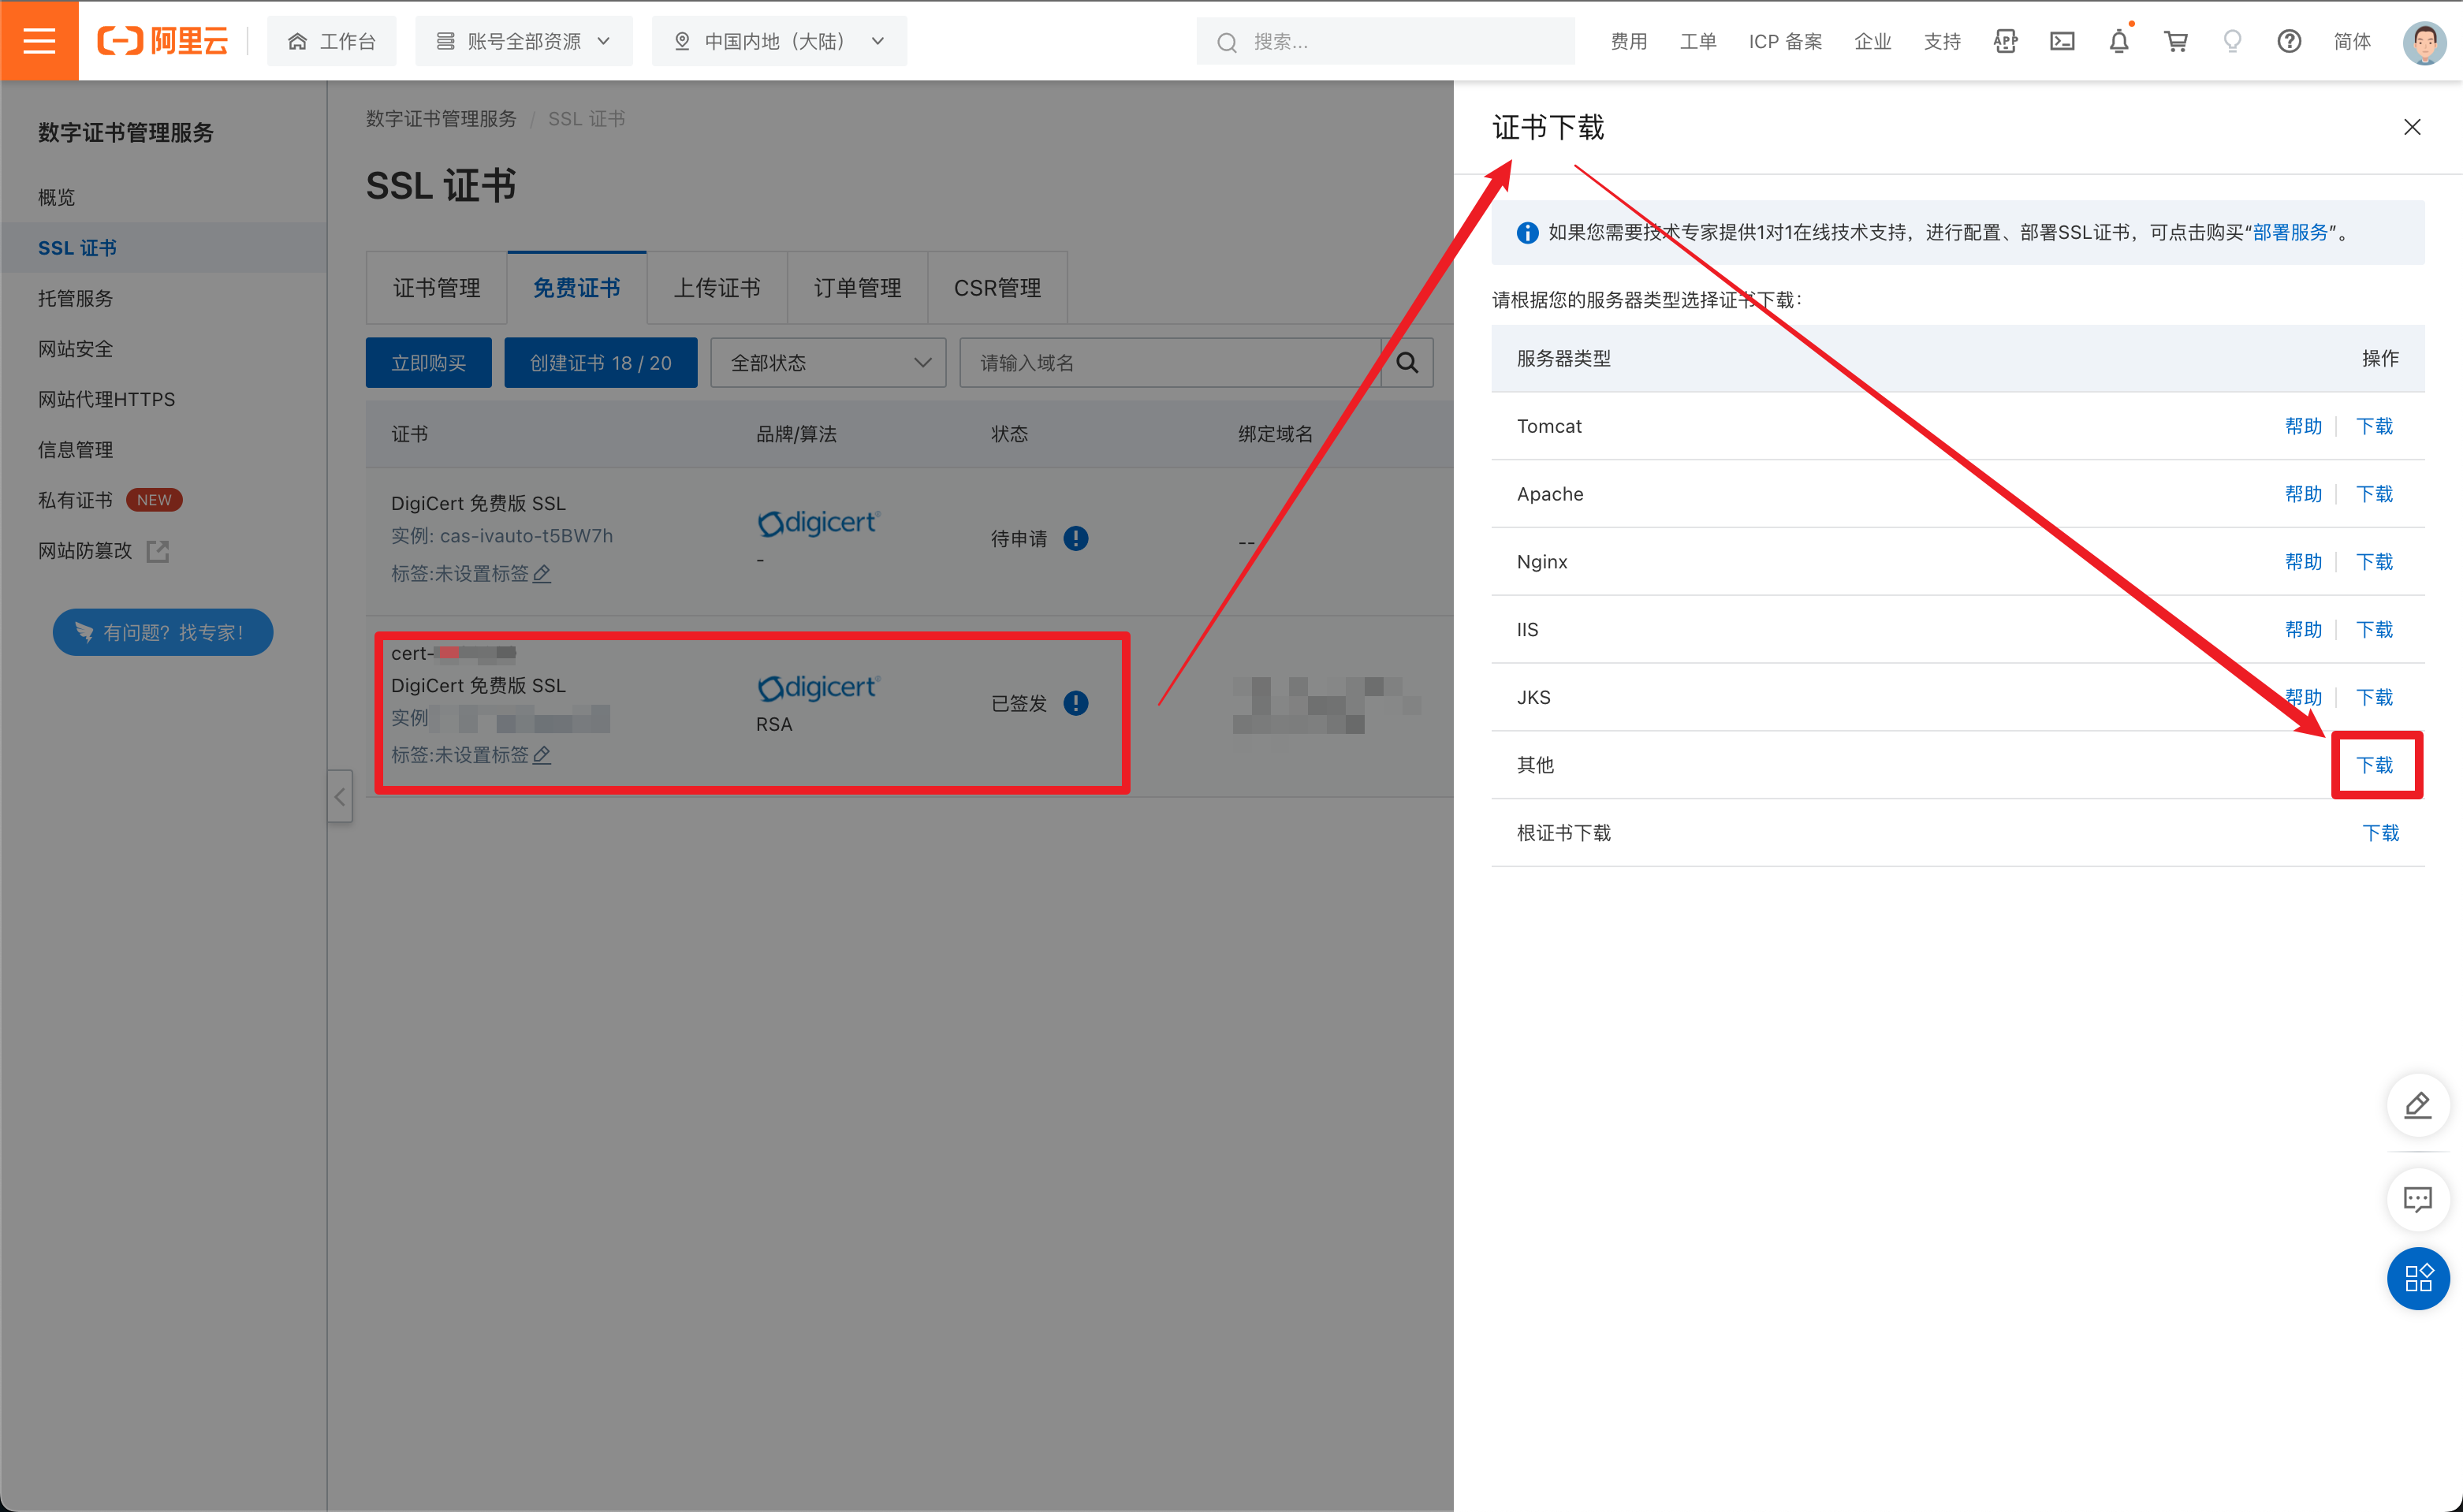 阿里云
工作台
账号全部资源
中国内地（大陆）
搜索...
费用
工单
ICP 备案
企业
支持
APP
简体
数字证书管理服务
概览
SSL 证书
托管服务
网站安全
网站代理HTTPS
信息管理
私有证书 NEW
网站防篡改
有问题？找专家！
数字证书管理服务 / SSL 证书
SSL 证书
证书管理
免费证书
上传证书
订单管理
CSR管理
立即购买
创建证书 18 / 20
全部状态
请输入域名
证书
品牌/算法
状态
绑定域名
DigiCert 免费版 SSL
实例: cas-ivauto-t5BW7h
标签:未设置标签
digicert®
-
待申请
--
cert-
DigiCert 免费版 SSL
实例
标签:未设置标签
digicert®
RSA
已签发
证书下载
如果您需要技术专家提供1对1在线技术支持，进行配置、部署SSL证书，可点击购买“部署服务”。
请根据您的服务器类型选择证书下载：
服务器类型 操作
Tomcat 帮助 下载
Apache 帮助 下载
Nginx 帮助 下载
IIS 帮助 下载
JKS 帮助 下载
其他 下载
根证书下载 下载